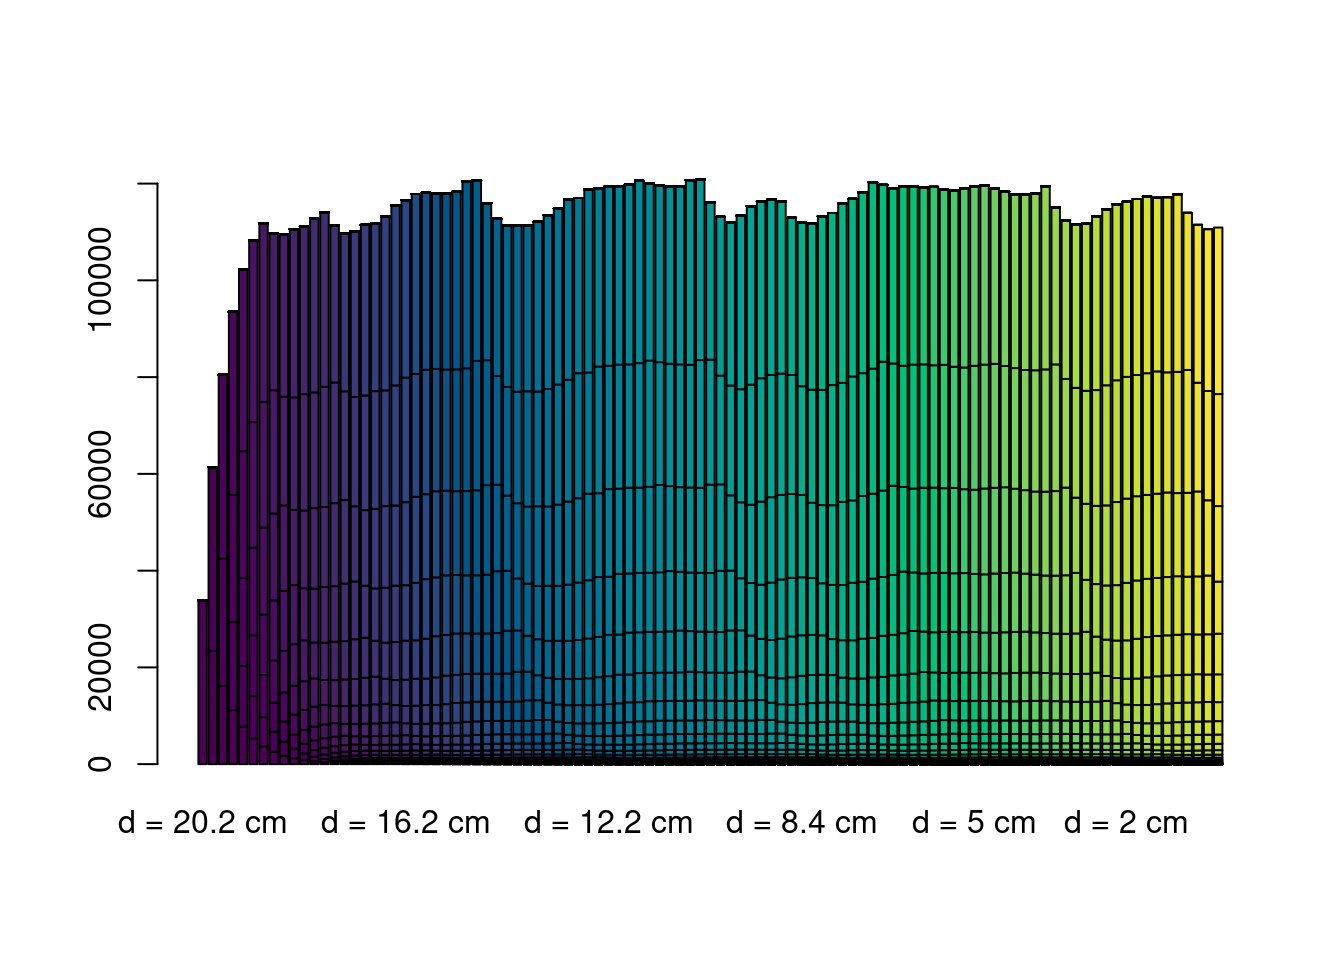 100000
60000
20000
0
d = 20.2 cm d = 16.2 cm d = 12.2 cm d = 8.4 cm d = 5 cm d = 2 cm